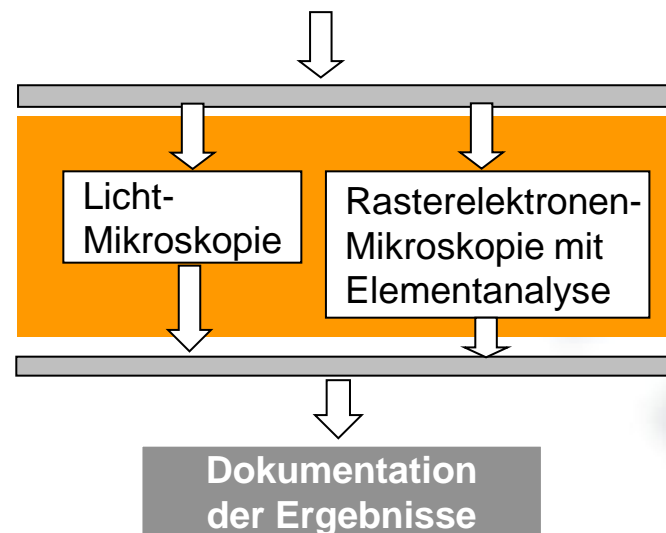 Licht-
Mikroskopie
Rasterelektronen-
Mikroskopie mit
Elementanalyse
Dokumentation
der Ergebnisse